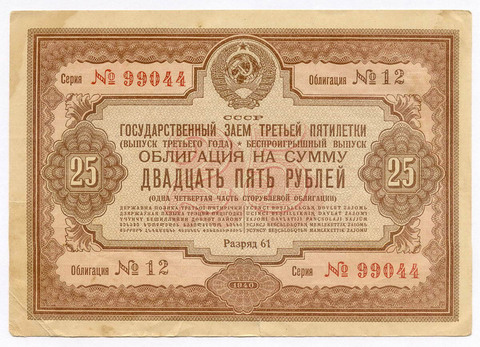 Серия № 99044 Облигация № 12
СССР
ГОСУДАРСТВЕННЫЙ ЗАЕМ ТРЕТЬЕЙ ПЯТИЛЕТКИ
(ВЫПУСК ТРЕТЬЕГО ГОДА) • БЕСПРОИГРЫШНЫЙ ВЫПУСК
ОБЛИГАЦИЯ НА СУММУ
25 ДВАДЦАТЬ ПЯТЬ РУБЛЕЙ 25
(ОДНА ЧЕТВЕРТАЯ ЧАСТЬ СТОРУБЛЕВОЙ ОБЛИГАЦИИ)
Разряд 61
Облигация № 12 Серия № 99044
1940